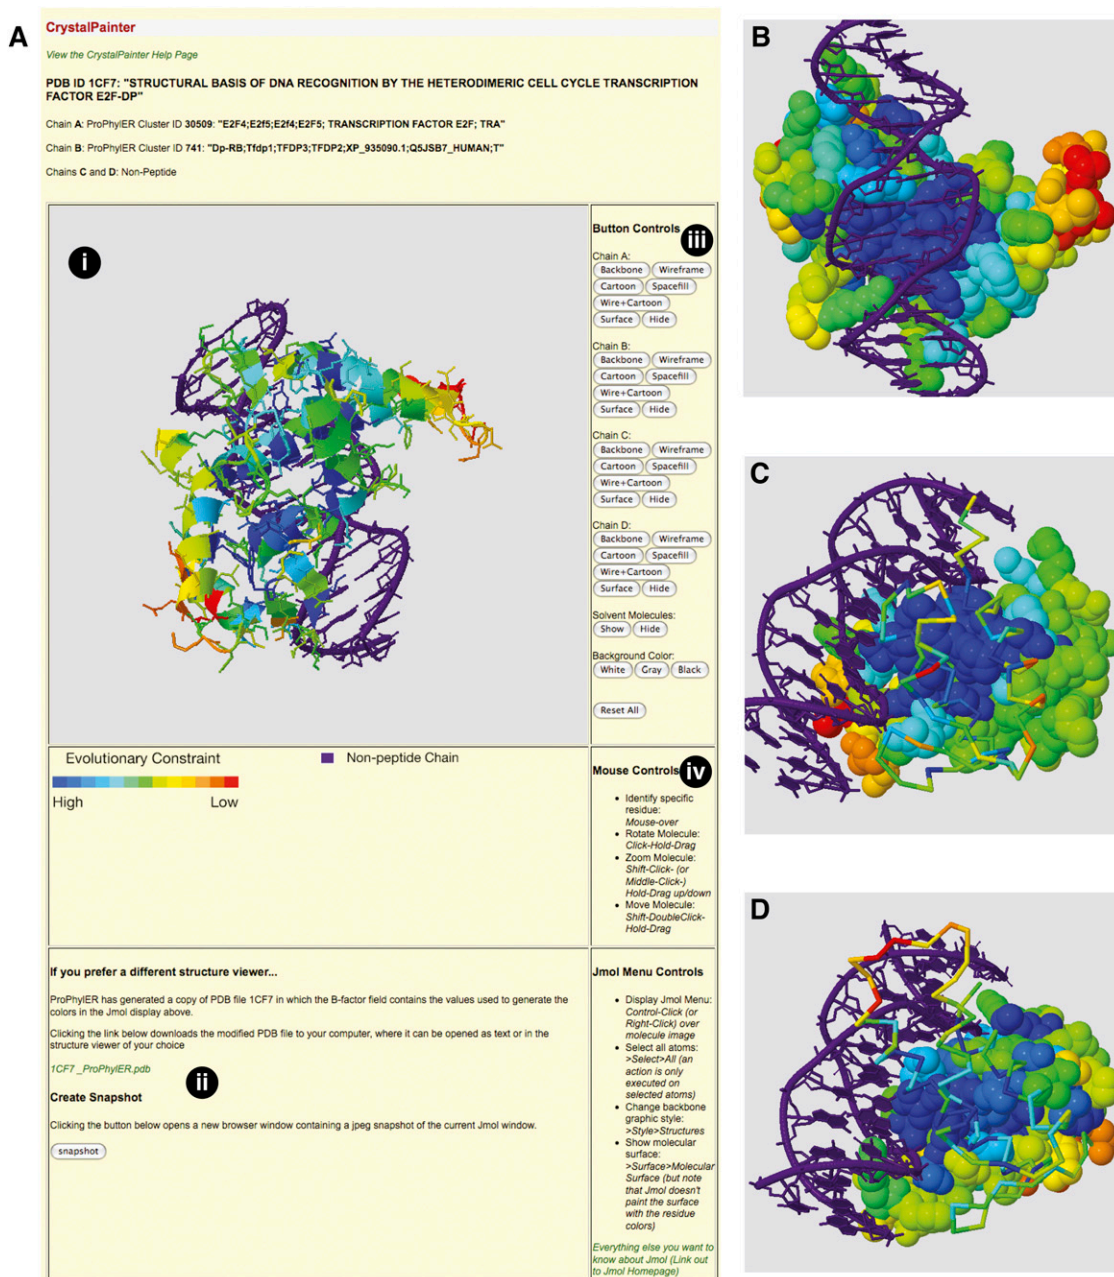 A
CrystalPainter
View the CrystalPainter Help Page
PDB ID 1CF7: "STRUCTURAL BASIS OF DNA RECOGNITION BY THE HETERODIMERIC CELL CYCLE TRANSCRIPTION
FACTOR E2F-DP"
Chain A: ProPhylER Cluster ID 30509: "E2F4;E2f5;E2f4;E2F5; TRANSCRIPTION FACTOR E2F; TRA"
Chain B: ProPhylER Cluster ID 741: "Dp-RB;Tfdp1;TFDP3;TFDP2;XP_935090.1;Q5JSB7_HUMAN;T"
Chains C and D: Non-Peptide
i
Button Controls
iii
Chain A:
Backbone Wireframe
Cartoon Spacefill
Wire+Cartoon
Surface Hide
Chain B:
Backbone Wireframe
Cartoon Spacefill
Wire+Cartoon
Surface Hide
Chain C:
Backbone Wireframe
Cartoon Spacefill
Wire+Cartoon
Surface Hide
Chain D:
Backbone Wireframe
Cartoon Spacefill
Wire+Cartoon
Surface Hide
Solvent Molecules:
Show Hide
Background Color:
White Gray Black
Reset All
Evolutionary Constraint
High Low
Non-peptide Chain
Mouse Controls
iv
• Identify specific
residue:
Mouse-over
• Rotate Molecule:
Click-Hold-Drag
• Zoom Molecule:
Shift-Click- (or
Middle-Click-)
Hold-Drag up/down
• Move Molecule:
Shift-DoubleClick-
Hold-Drag
If you prefer a different structure viewer...
ProPhylER has generated a copy of PDB file 1CF7 in which the B-factor field contains the values used to generate the
colors in the Jmol display above.
Clicking the link below downloads the modified PDB file to your computer, where it can be opened as text or in the
structure viewer of your choice
1CF7 _ProPhylER.pdb
ii
Create Snapshot
Clicking the button below opens a new browser window containing a jpeg snapshot of the current Jmol window.
snapshot
Jmol Menu Controls
• Display Jmol Menu:
Control-Click (or
Right-Click) over
molecule image
• Select all atoms:
>Select>All (an
action is only
executed on
selected atoms)
• Change backbone
graphic style:
>Style>Structures
• Show molecular
surface:
>Surface>Molecular
Surface (but note
that Jmol doesn't
paint the surface
with the residue
colors)
Everything else you want to
know about Jmol (Link out
to Jmol Homepage)
B
C
D